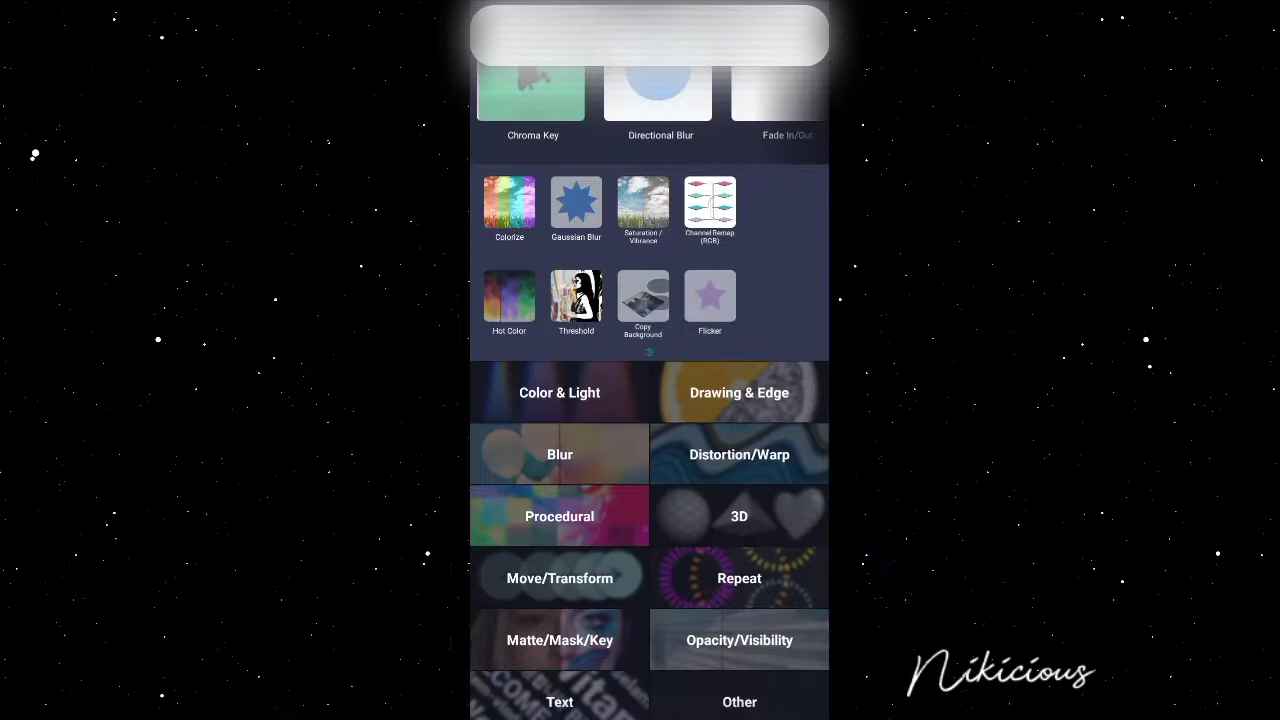 Chroma Key
Directional Blur
Fade In/Out
Colorize
Gaussian Blur
Saturation /
Vibrance
Channel Remap
(RGB)
Hot Color
Threshold
Copy
Background
Flicker
Color & Light
Drawing & Edge
Blur
Distortion/Warp
Procedural
3D
Move/Transform
Repeat
Matte/Mask/Key
Opacity/Visibility
Text
Other
Nikicious